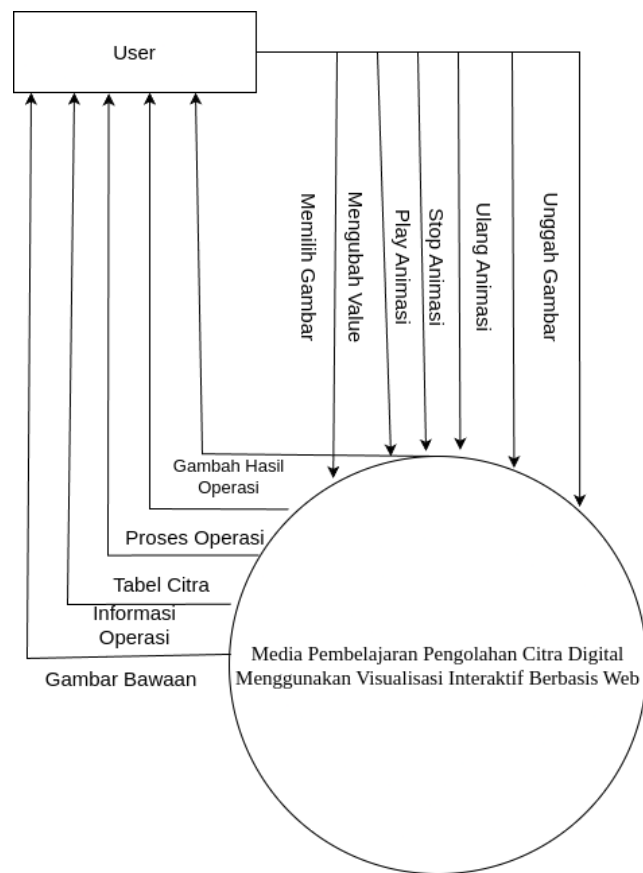 User
Memilih Gambar
Mengubah Value
Play Animasi
Stop Animasi
Ulang Animasi
Unggah Gambar
Gambah Hasil
Operasi
Proses Operasi
Tabel Citra
Informasi
Operasi
Gambar Bawaan
Media Pembelajaran Pengolahan Citra Digital
Menggunakan Visualisasi Interaktif Berbasis Web